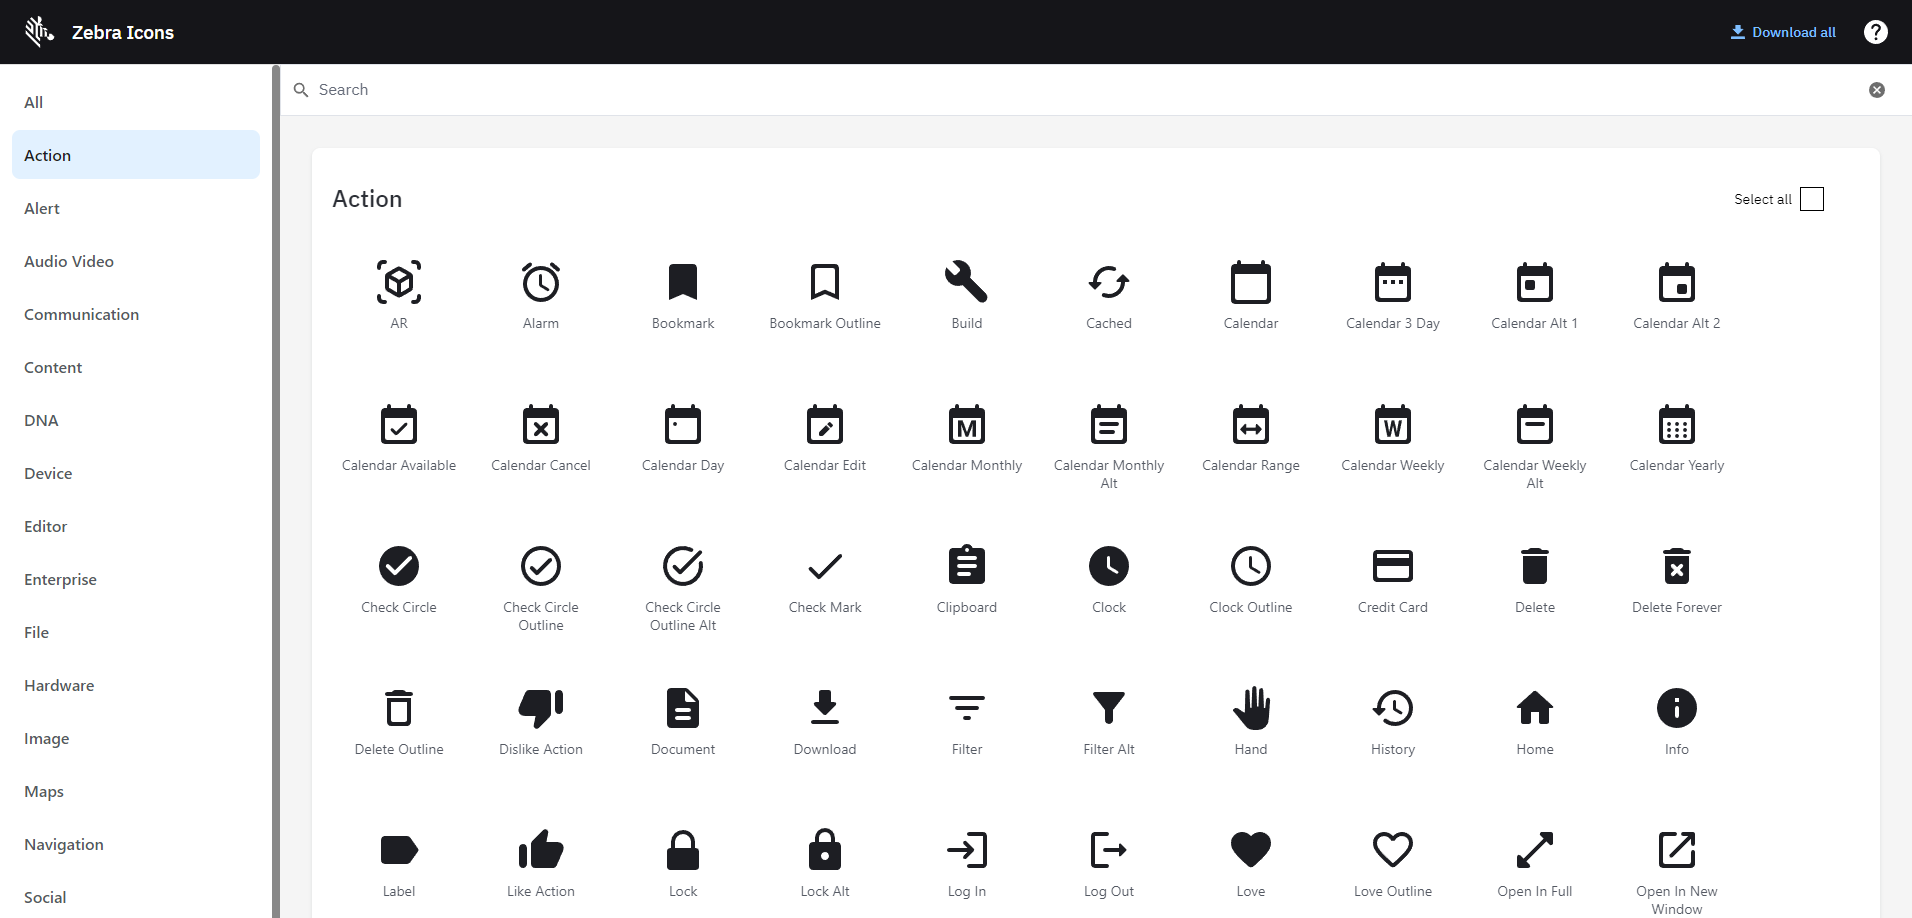 Zebra Icons
Download all
Search
All
Action
Alert
Audio Video
Communication
Content
DNA
Device
Editor
Enterprise
File
Hardware
Image
Maps
Navigation
Social
Action
Select all
AR
Alarm
Bookmark
Bookmark Outline
Build
Cached
Calendar
Calendar 3 Day
Calendar Alt 1
Calendar Alt 2
Calendar Available
Calendar Cancel
Calendar Day
Calendar Edit
M
Calendar Monthly
Calendar Monthly
Alt
Calendar Range
W
Calendar Weekly
Calendar Weekly
Alt
Calendar Yearly
Check Circle
Check Circle
Outline
Check Circle
Outline Alt
Check Mark
Clipboard
Clock
Clock Outline
Credit Card
Delete
Delete Forever
Delete Outline
Dislike Action
Document
Download
Filter
Filter Alt
Hand
History
Home
Info
Label
Like Action
Lock
Lock Alt
Log In
Log Out
Love
Love Outline
Open In Full
Open In New
Window